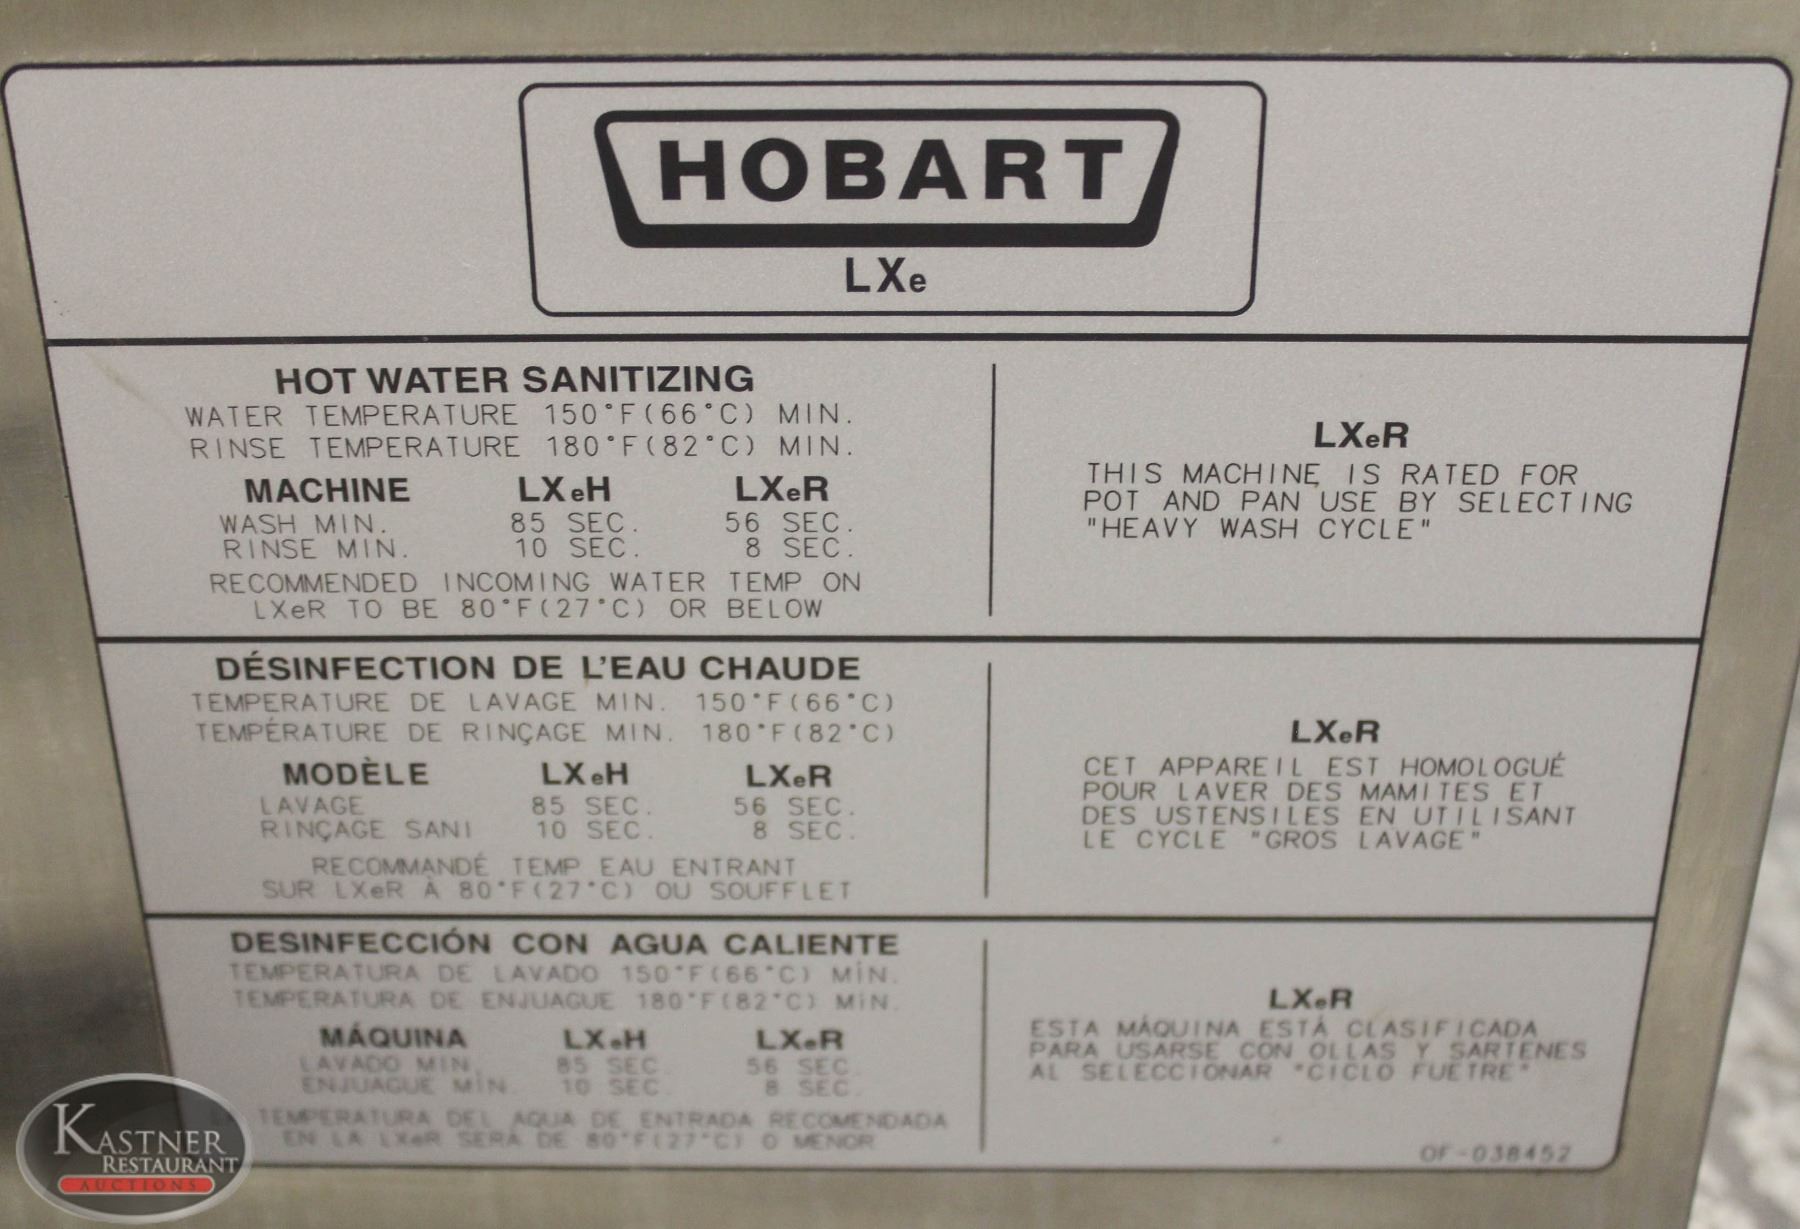 HOBART
LXe
HOT WATER SANITIZING
WATER TEMPERATURE 150°F(66°C) MIN.
RINSE TEMPERATURE 180°F(82°C) MIN.
MACHINE LXeH LXeR
WASH MIN. 85 SEC. 56 SEC.
RINSE MIN. 10 SEC. 8 SEC.
RECOMMENDED INCOMING WATER TEMP ON
LXeR TO BE 80°F(27°C) OR BELOW
LXeR
THIS MACHINE IS RATED FOR
POT AND PAN USE BY SELECTING
"HEAVY WASH CYCLE"
DÉSINFECTION DE L'EAU CHAUDE
TEMPERATURE DE LAVAGE MIN. 150°F(66°C)
TEMPÉRATURE DE RINÇAGE MIN. 180°F(82°C)
MODÈLE LXeH LXeR
LAVAGE 85 SEC. 56 SEC.
RINÇAGE SANI 10 SEC. 8 SEC.
RECOMMANDÉ TEMP EAU ENTRANT
SUR LXeR À 80°F(27°C) OU SOUFFLET
LXeR
CET APPAREIL EST HOMOLOGUÉ
POUR LAVER DES MAMITES ET
DES USTENSILES EN UTILISANT
LE CYCLE "GROS LAVAGE"
DESINFECCIÓN CON AGUA CALIENTE
TEMPERATURA DE LAVADO 150°F(66°C) MÍN.
TEMPERATURA DE ENJUAGUE 180°F(82°C) MÍN.
MÁQUINA LXeH LXeR
LAVADO MÍN. 85 SEC. 56 SEC.
ENJUAGUE MÍN. 10 SEC. 8 SEC.
TEMPERATURA DEL AGUA DE ENTRADA RECOMENDADA
EN LA LXeR SERÁ DE 80°F(27°C) O MENOR
LXeR
ESTA MÁQUINA ESTÁ CLASIFICADA
PARA USARSE CON OLLAS Y SARTENES
AL SELECCIONAR "CICLO FUETRE"
OF-038452
KASTNER
RESTAURANT
AUCTIONS